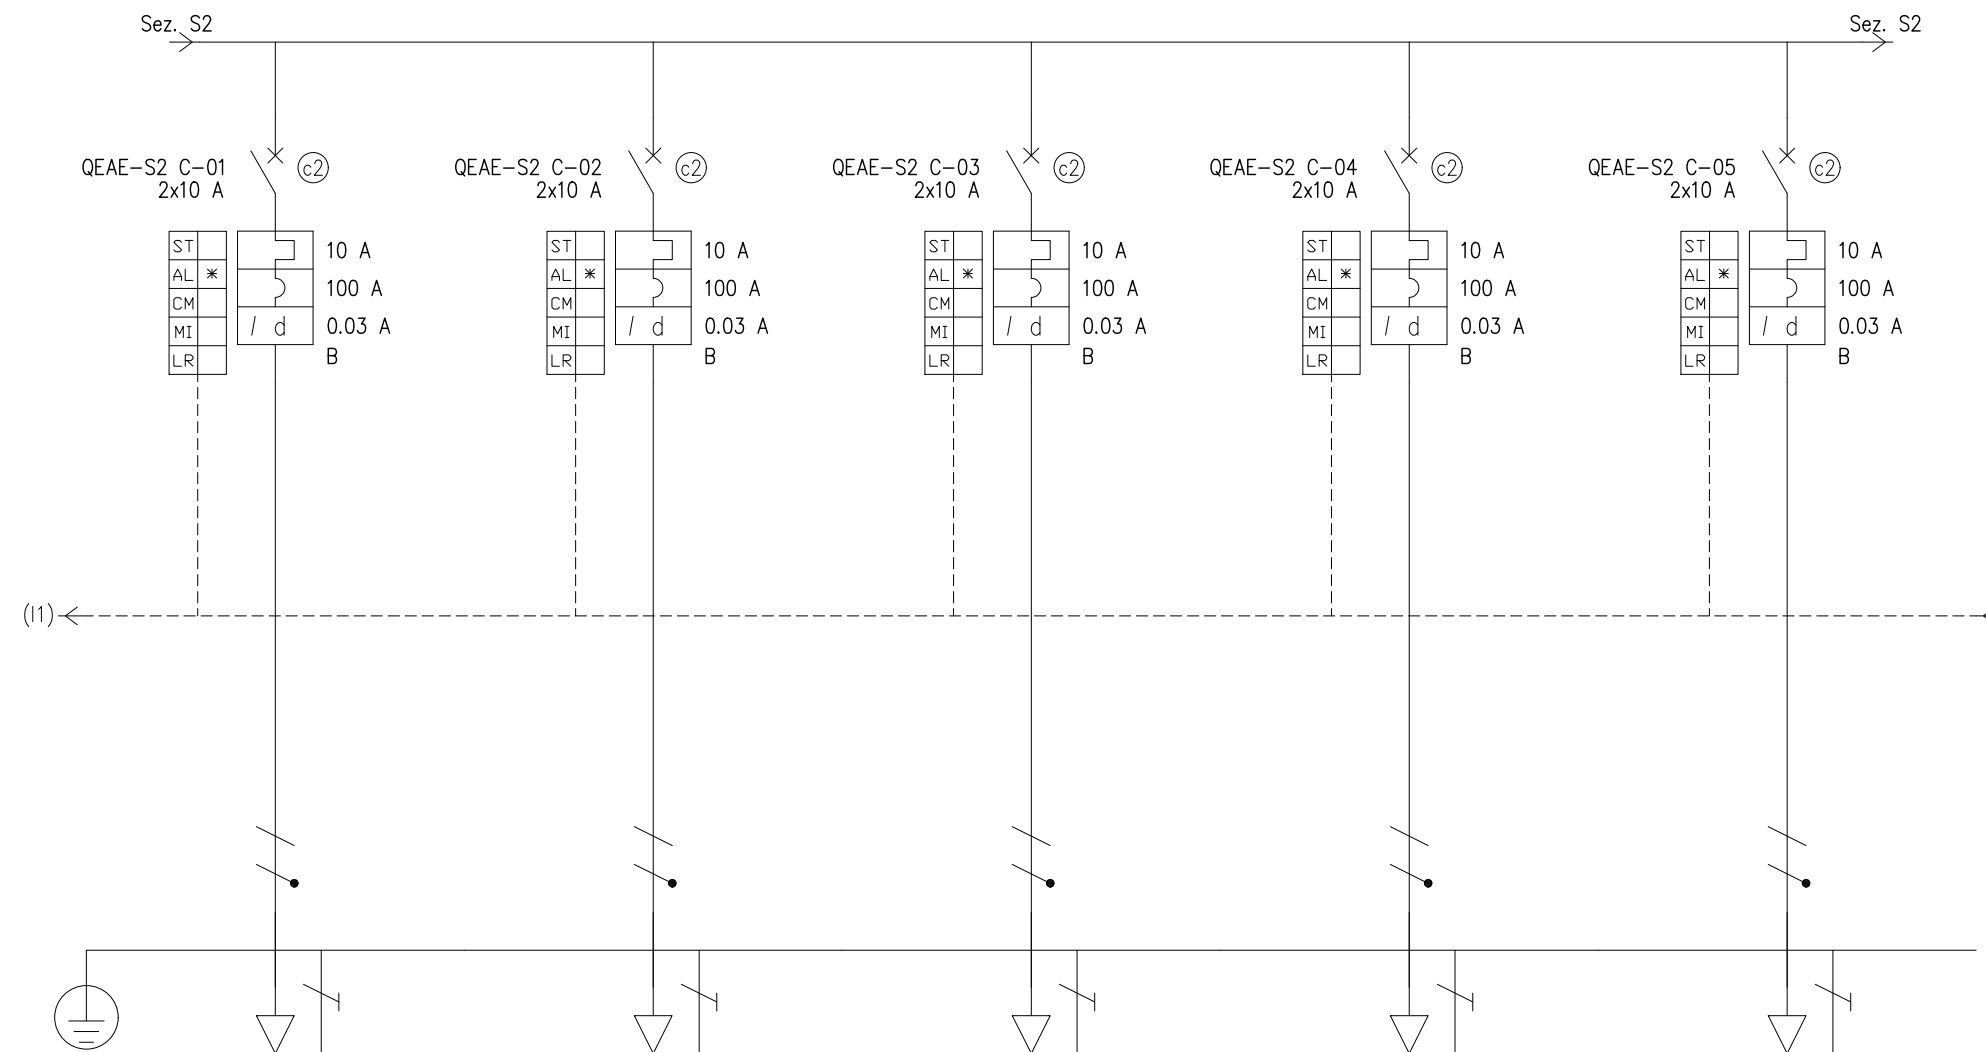 Sez. S2
Sez. S2
QEAE-S2 C-01
2x10 A
c2
QEAE-S2 C-02
2x10 A
c2
QEAE-S2 C-03
2x10 A
c2
QEAE-S2 C-04
2x10 A
c2
QEAE-S2 C-05
2x10 A
c2
ST
AL *
CM
MI
LR
10 A
100 A
I d 0.03 A
B
ST
AL *
CM
MI
LR
10 A
100 A
I d 0.03 A
B
ST
AL *
CM
MI
LR
10 A
100 A
I d 0.03 A
B
ST
AL *
CM
MI
LR
10 A
100 A
I d 0.03 A
B
ST
AL *
CM
MI
LR
10 A
100 A
I d 0.03 A
B
(I1)